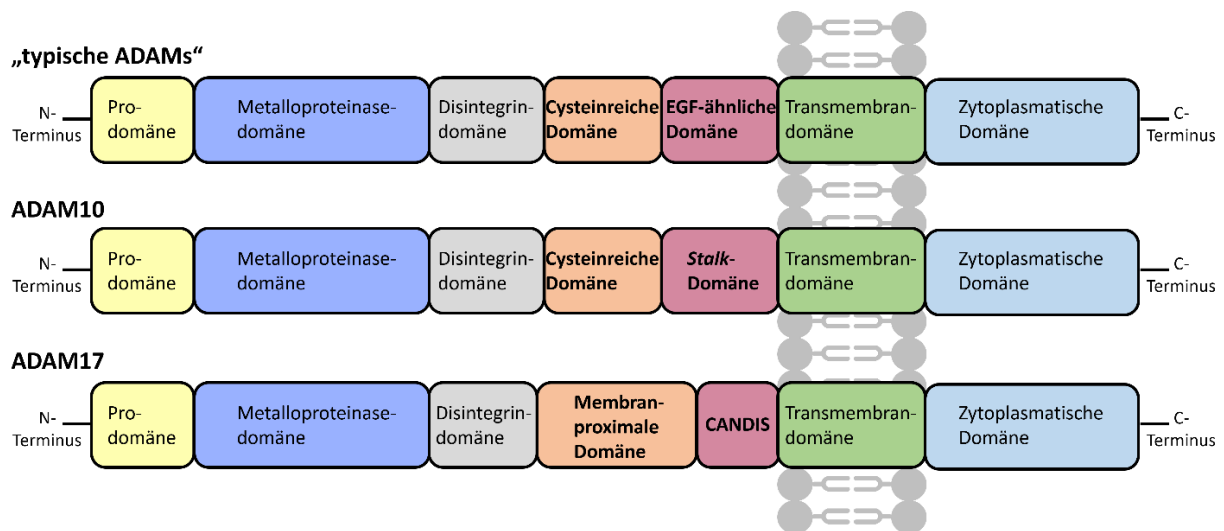 „typische ADAMs“
N-
Terminus
Pro-
domäne
Metalloproteinase-
domäne
Disintegrin-
domäne
Cysteinreiche
Domäne
EGF-ähnliche
Domäne
Transmembran-
domäne
Zytoplasmatische
Domäne
C-
Terminus
ADAM10
N-
Terminus
Pro-
domäne
Metalloproteinase-
domäne
Disintegrin-
domäne
Cysteinreiche
Domäne
Stalk-
Domäne
Transmembran-
domäne
Zytoplasmatische
Domäne
C-
Terminus
ADAM17
N-
Terminus
Pro-
domäne
Metalloproteinase-
domäne
Disintegrin-
domäne
Membran-
proximale
Domäne
CANDIS
Transmembran-
domäne
Zytoplasmatische
Domäne
C-
Terminus